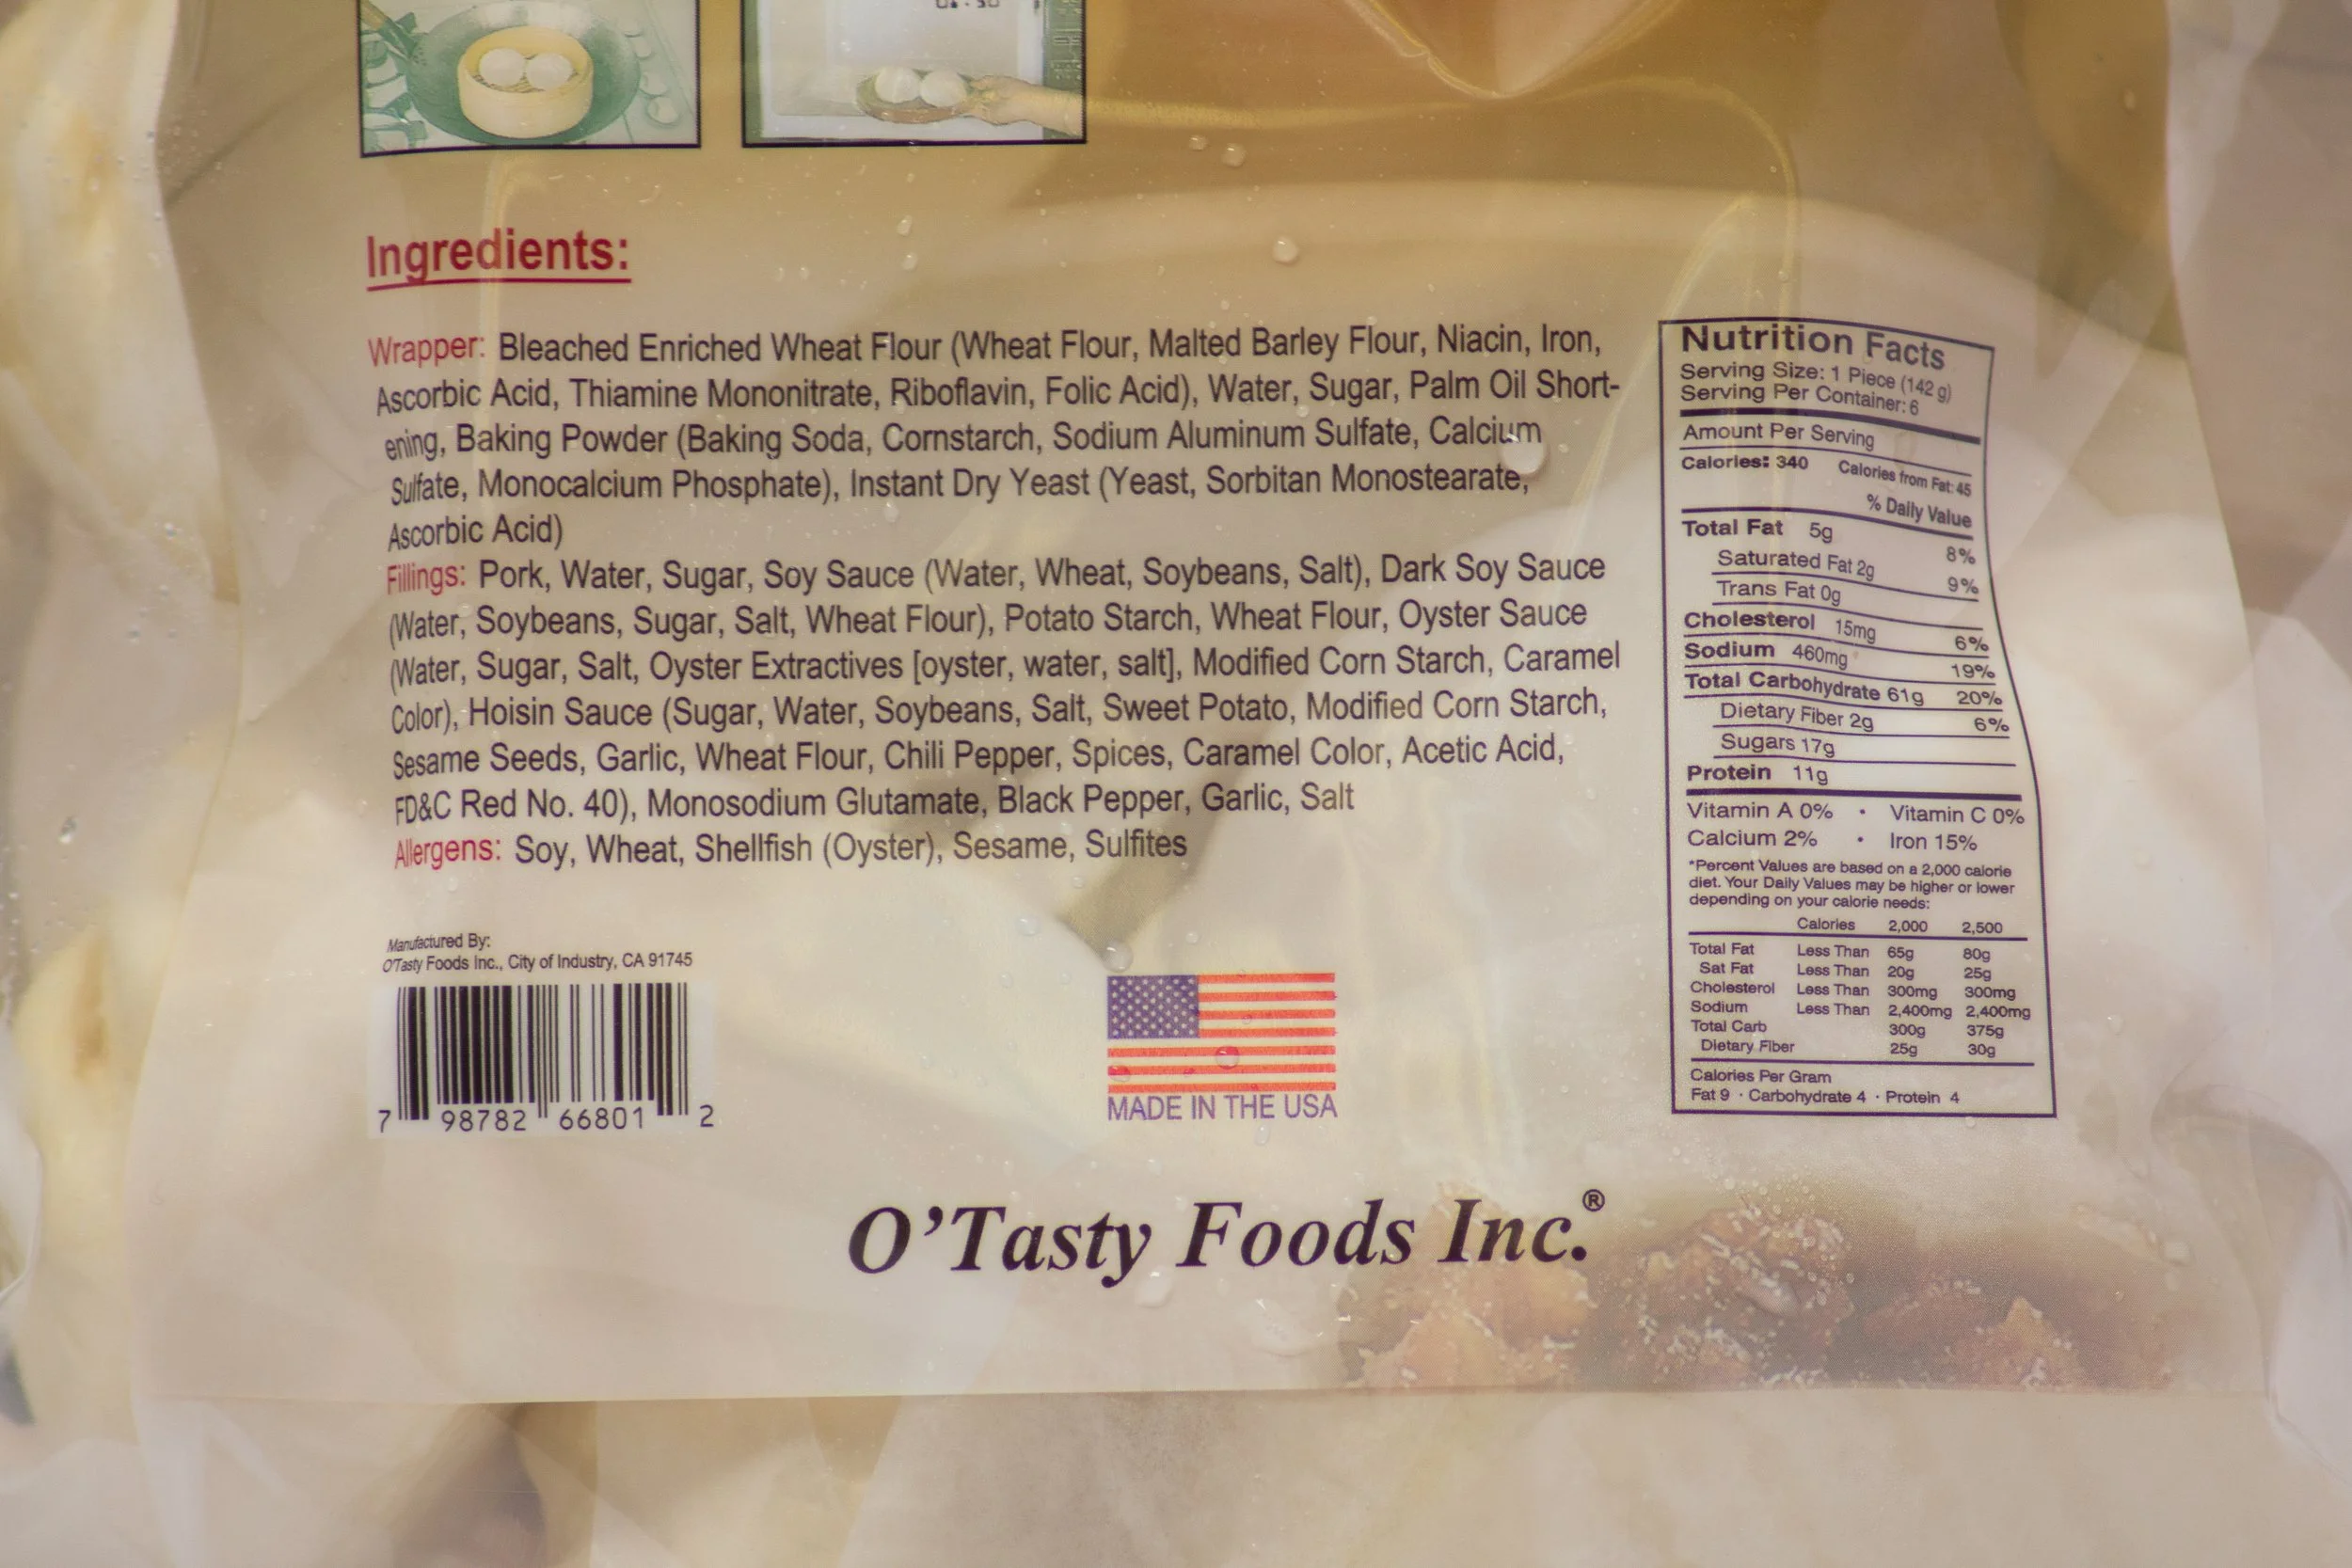 Ingredients:
Wrapper: Bleached Enriched Wheat Flour (Wheat Flour, Malted Barley Flour, Niacin, Iron,
Ascorbic Acid, Thiamine Mononitrate, Riboflavin, Folic Acid), Water, Sugar, Palm Oil Short-
ening, Baking Powder (Baking Soda, Cornstarch, Sodium Aluminum Sulfate, Calcium
Sulfate, Monocalcium Phosphate), Instant Dry Yeast (Yeast, Sorbitan Monostearate,
Ascorbic Acid)
Fillings: Pork, Water, Sugar, Soy Sauce (Water, Wheat, Soybeans, Salt), Dark Soy Sauce
(Water, Soybeans, Sugar, Salt, Wheat Flour), Potato Starch, Wheat Flour, Oyster Sauce
(Water, Sugar, Salt, Oyster Extractives [oyster, water, salt], Modified Corn Starch, Caramel
Color), Hoisin Sauce (Sugar, Water, Soybeans, Salt, Sweet Potato, Modified Corn Starch,
Sesame Seeds, Garlic, Wheat Flour, Chili Pepper, Spices, Caramel Color, Acetic Acid,
FD&C Red No. 40), Monosodium Glutamate, Black Pepper, Garlic, Salt
Allergens: Soy, Wheat, Shellfish (Oyster), Sesame, Sulfites
Manufactured By:
O'Tasty Foods Inc., City of Industry, CA 91745
7 98782 66801 2
MADE IN THE USA
Nutrition Facts
Serving Size: 1 Piece (142 g)
Serving Per Container: 6
Amount Per Serving
Calories: 340 Calories from Fat: 45
% Daily Value
Total Fat 5g 8%
Saturated Fat 2g 9%
Trans Fat 0g
Cholesterol 15mg 6%
Sodium 460mg 19%
Total Carbohydrate 61g 20%
Dietary Fiber 2g 6%
Sugars 17g
Protein 11g
Vitamin A 0% • Vitamin C 0%
Calcium 2% • Iron 15%
*Percent Values are based on a 2,000 calorie
diet. Your Daily Values may be higher or lower
depending on your calorie needs:
Calories 2,000 2,500
Total Fat Less Than 65g 80g
Sat Fat Less Than 20g 25g
Cholesterol Less Than 300mg 300mg
Sodium Less Than 2,400mg 2,400mg
Total Carb 300g 375g
Dietary Fiber 25g 30g
Calories Per Gram
Fat 9 · Carbohydrate 4 · Protein 4
O'Tasty Foods Inc.®